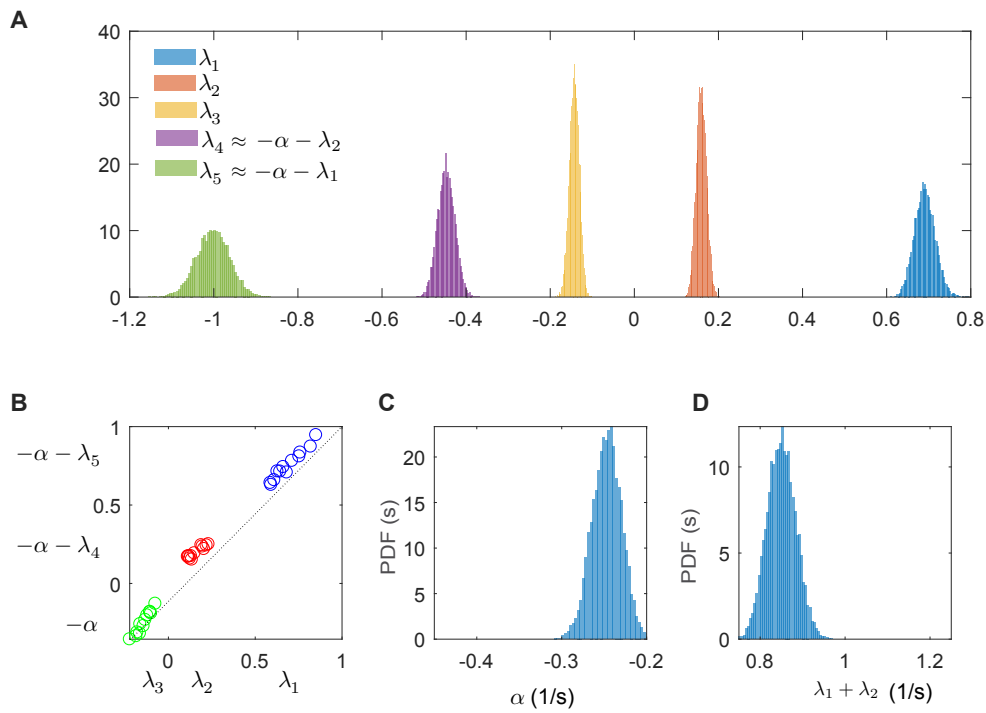 A
40
30
20
10
0
λ₁
λ₂
λ₃
λ₄ ≈ −α − λ₂
λ₅ ≈ −α − λ₁
-1.2 -1 -0.8 -0.6 -0.4 -0.2 0 0.2 0.4 0.6 0.8
B
1
−α − λ₅
−α − λ₄
0
−α
0 0.5 1
λ₃ λ₂ λ₁
C
PDF (s)
20
15
10
5
0
-0.4 -0.3 -0.2
α (1/s)
D
PDF (s)
10
5
0
0.8 1 1.2
λ₁ + λ₂ (1/s)